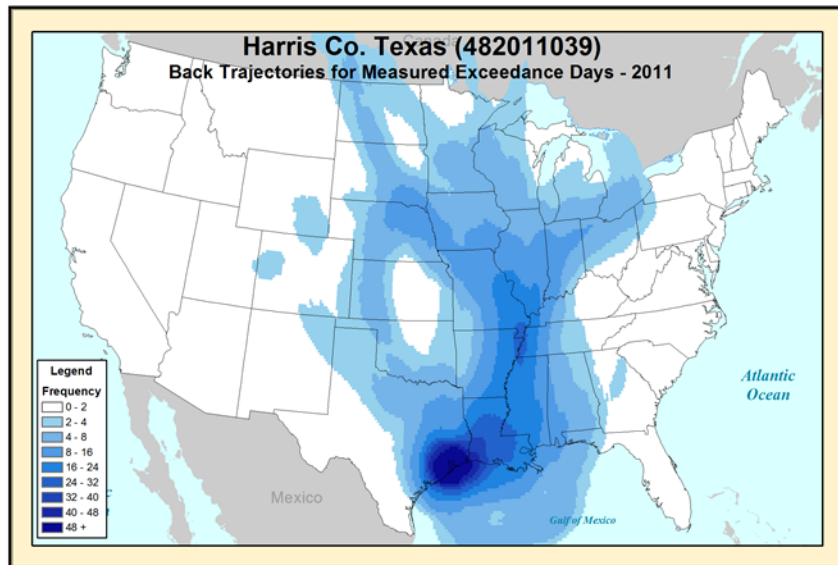 Canada
Harris Co. Texas (482011039)
Back Trajectories for Measured Exceedance Days - 2011
Legend
Frequency
0 - 2
2 - 4
4 - 8
8 - 16
16 - 24
24 - 32
32 - 40
40 - 48
48 +
Mexico
Gulf of Mexico
Atlantic
Ocean